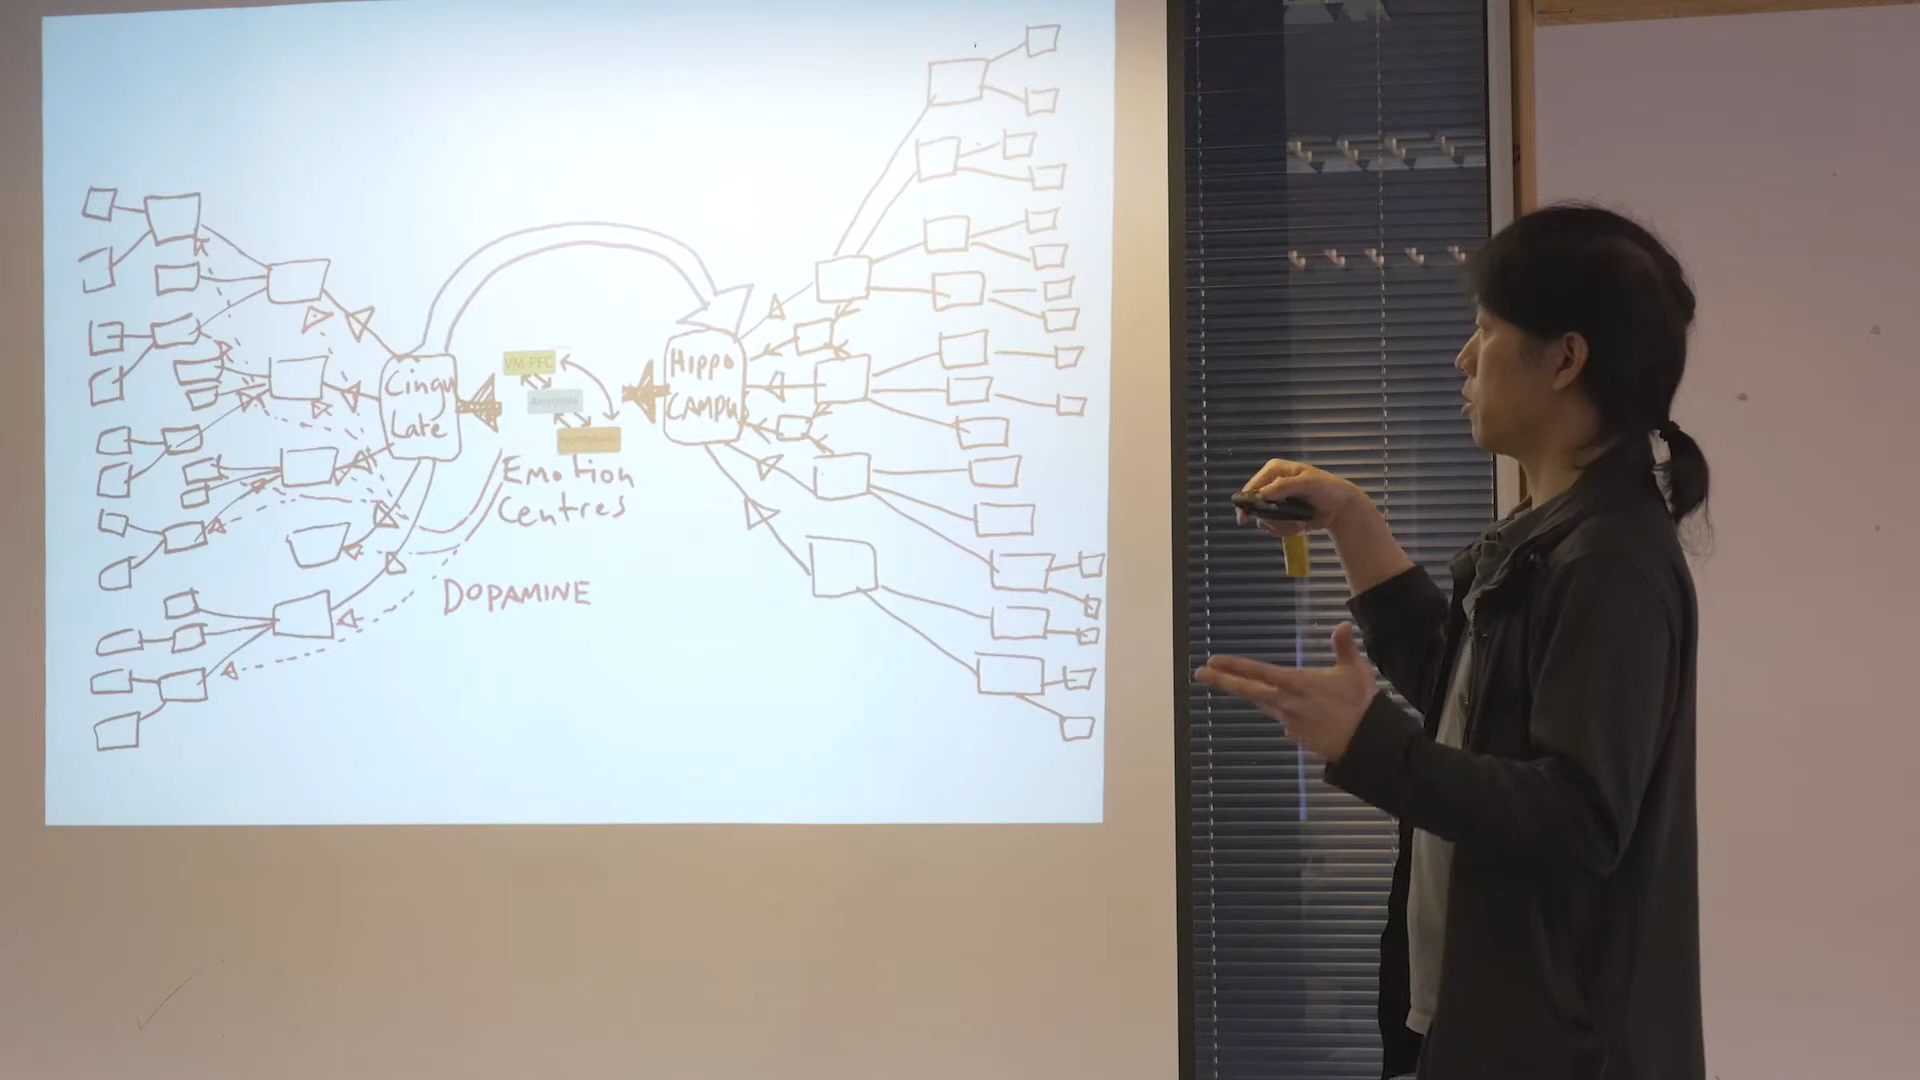 Cingu
Late
VM-PFC
Amygdala
Hypothalamus
Emotion
Centres
HIPPO
CAMPUS
DOPAMINE